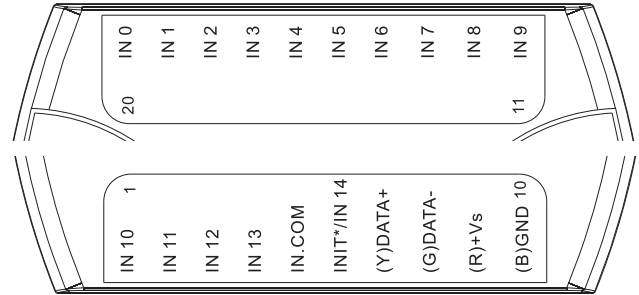 IN 0
IN 1
IN 2
IN 3
IN 4
IN 5
IN 6
IN 7
IN 8
IN 9
20
11
1
IN 10
IN 11
IN 12
IN 13
IN.COM
INIT*/IN 14
(Y)DATA+
(G)DATA-
(R)+Vs
(B)GND 10